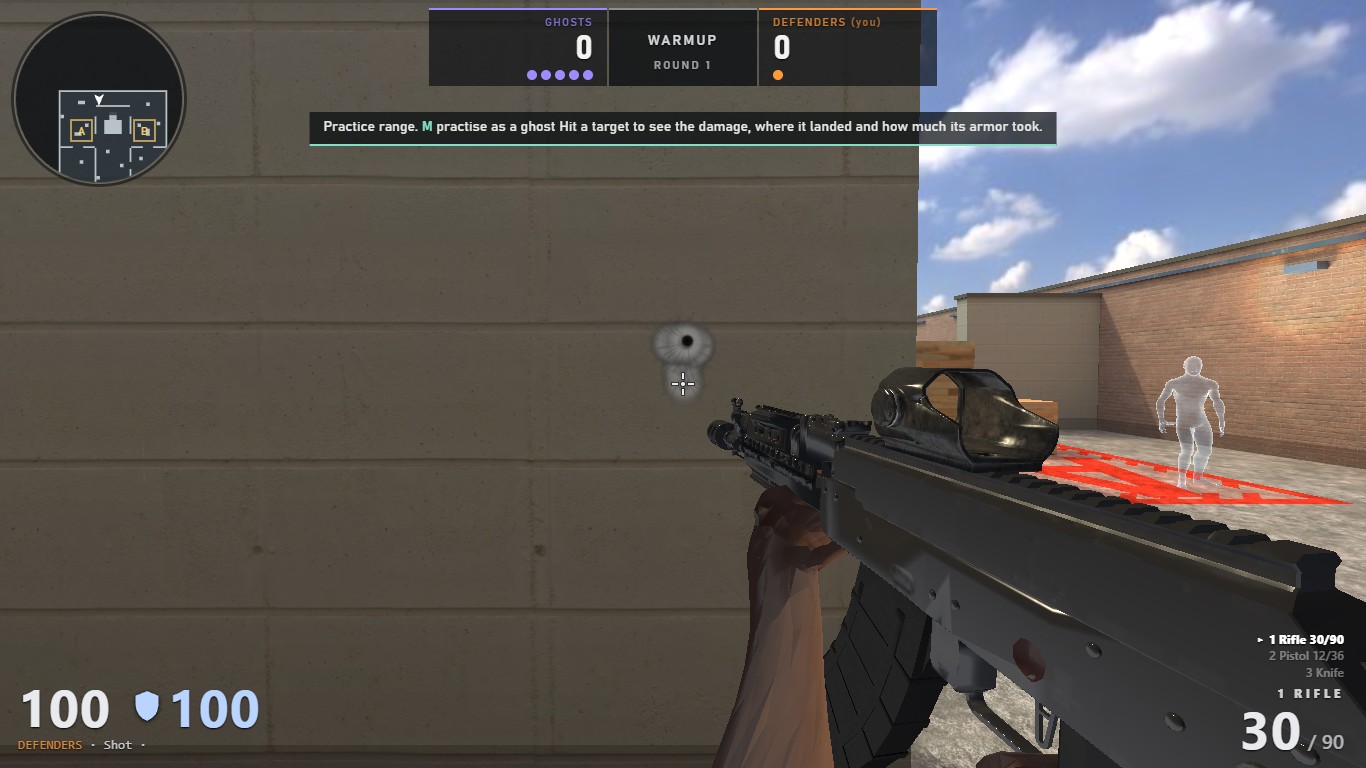 GHOSTS
0
WARMUP
ROUND 1
DEFENDERS (you)
0
Practice range. M practise as a ghost Hit a target to see the damage, where it landed and how much its armor took.
A
B
1 Rifle 30/90
2 Pistol 12/36
3 Knife
1 RIFLE
30 / 90
100 100
DEFENDERS · Shot ·